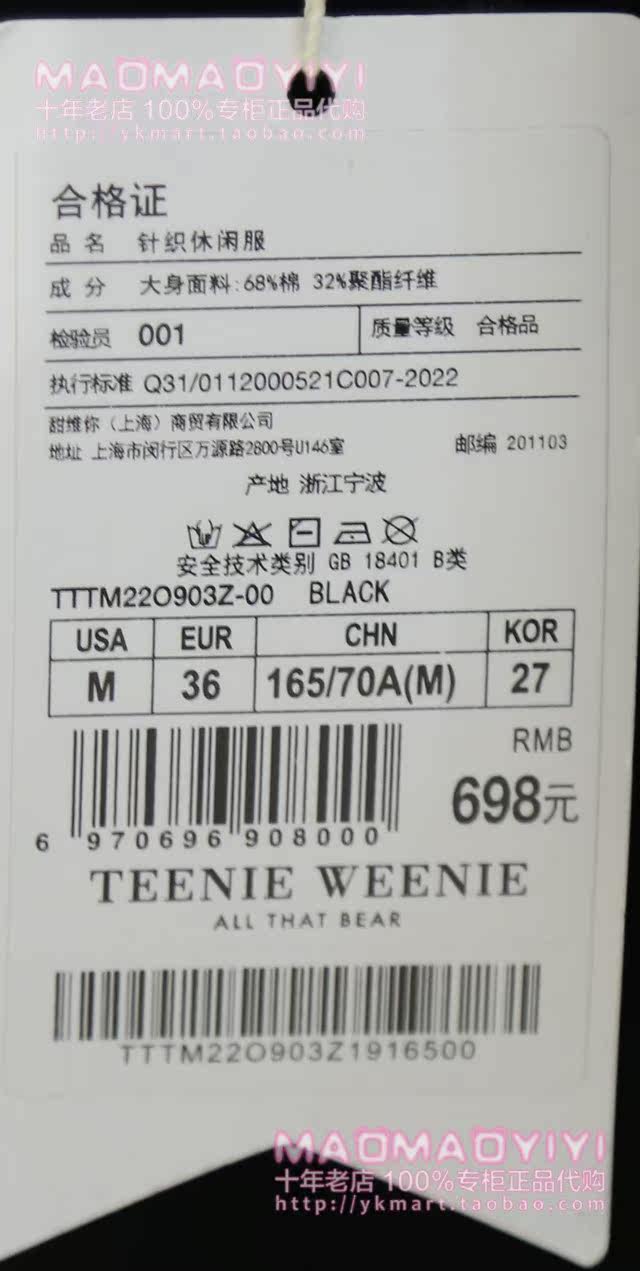 MAOMAOYIYI
十年老店 100%专柜正品代购
http://ykmart.taobao.com
合格证
品 名 针织休闲服
成 分 大身面料:68%棉 32%聚酯纤维
检验员 001 质量等级 合格品
执行标准 Q31/0112000521C007-2022
甜维你（上海）商贸有限公司
地址 上海市闵行区万源路2800号U146室 邮编 201103
产地 浙江宁波
安全技术类别 GB 18401 B类
TTTM22O903Z-00 BLACK
USA EUR CHN KOR
M 36 165/70A(M) 27
RMB
698元
6 970696 908000
TEENIE WEENIE
ALL THAT BEAR
TTTM22O903Z1916500
MAOMAOYIYI
十年老店 100%专柜正品代购
http://ykmart.taobao.com